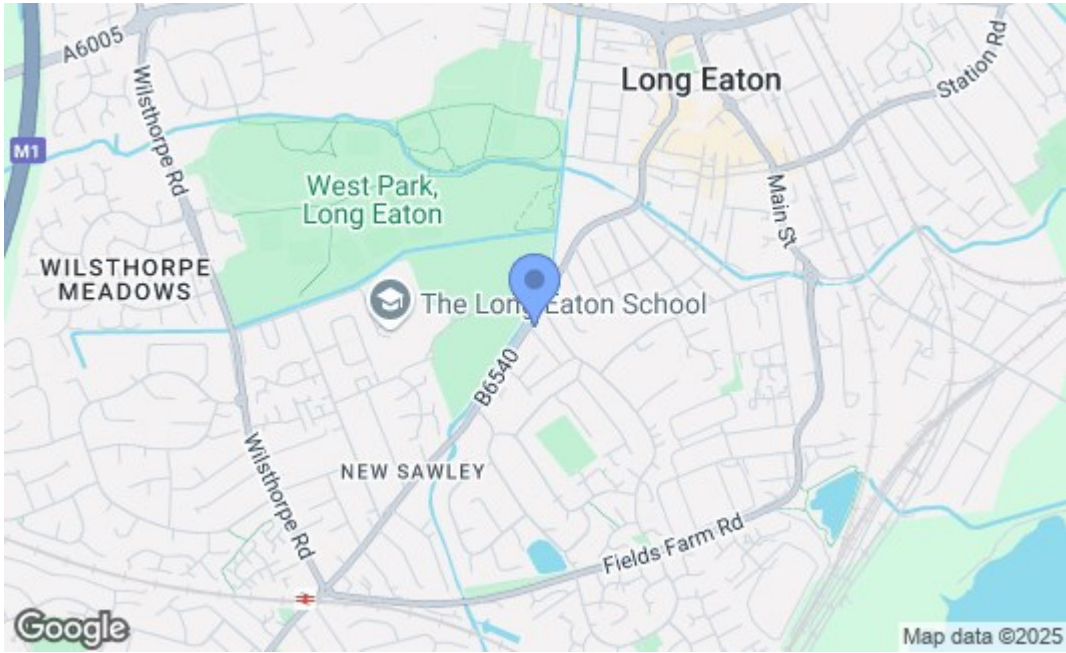 A6005
Wilsthorpe Rd
M1
Long Eaton
Station Rd
Main St
West Park,
Long Eaton
WILSTHORPE
MEADOWS
The Long Eaton School
B6540
NEW SAWLEY
Wilsthorpe Rd
Fields Farm Rd
Google
Map data ©2025